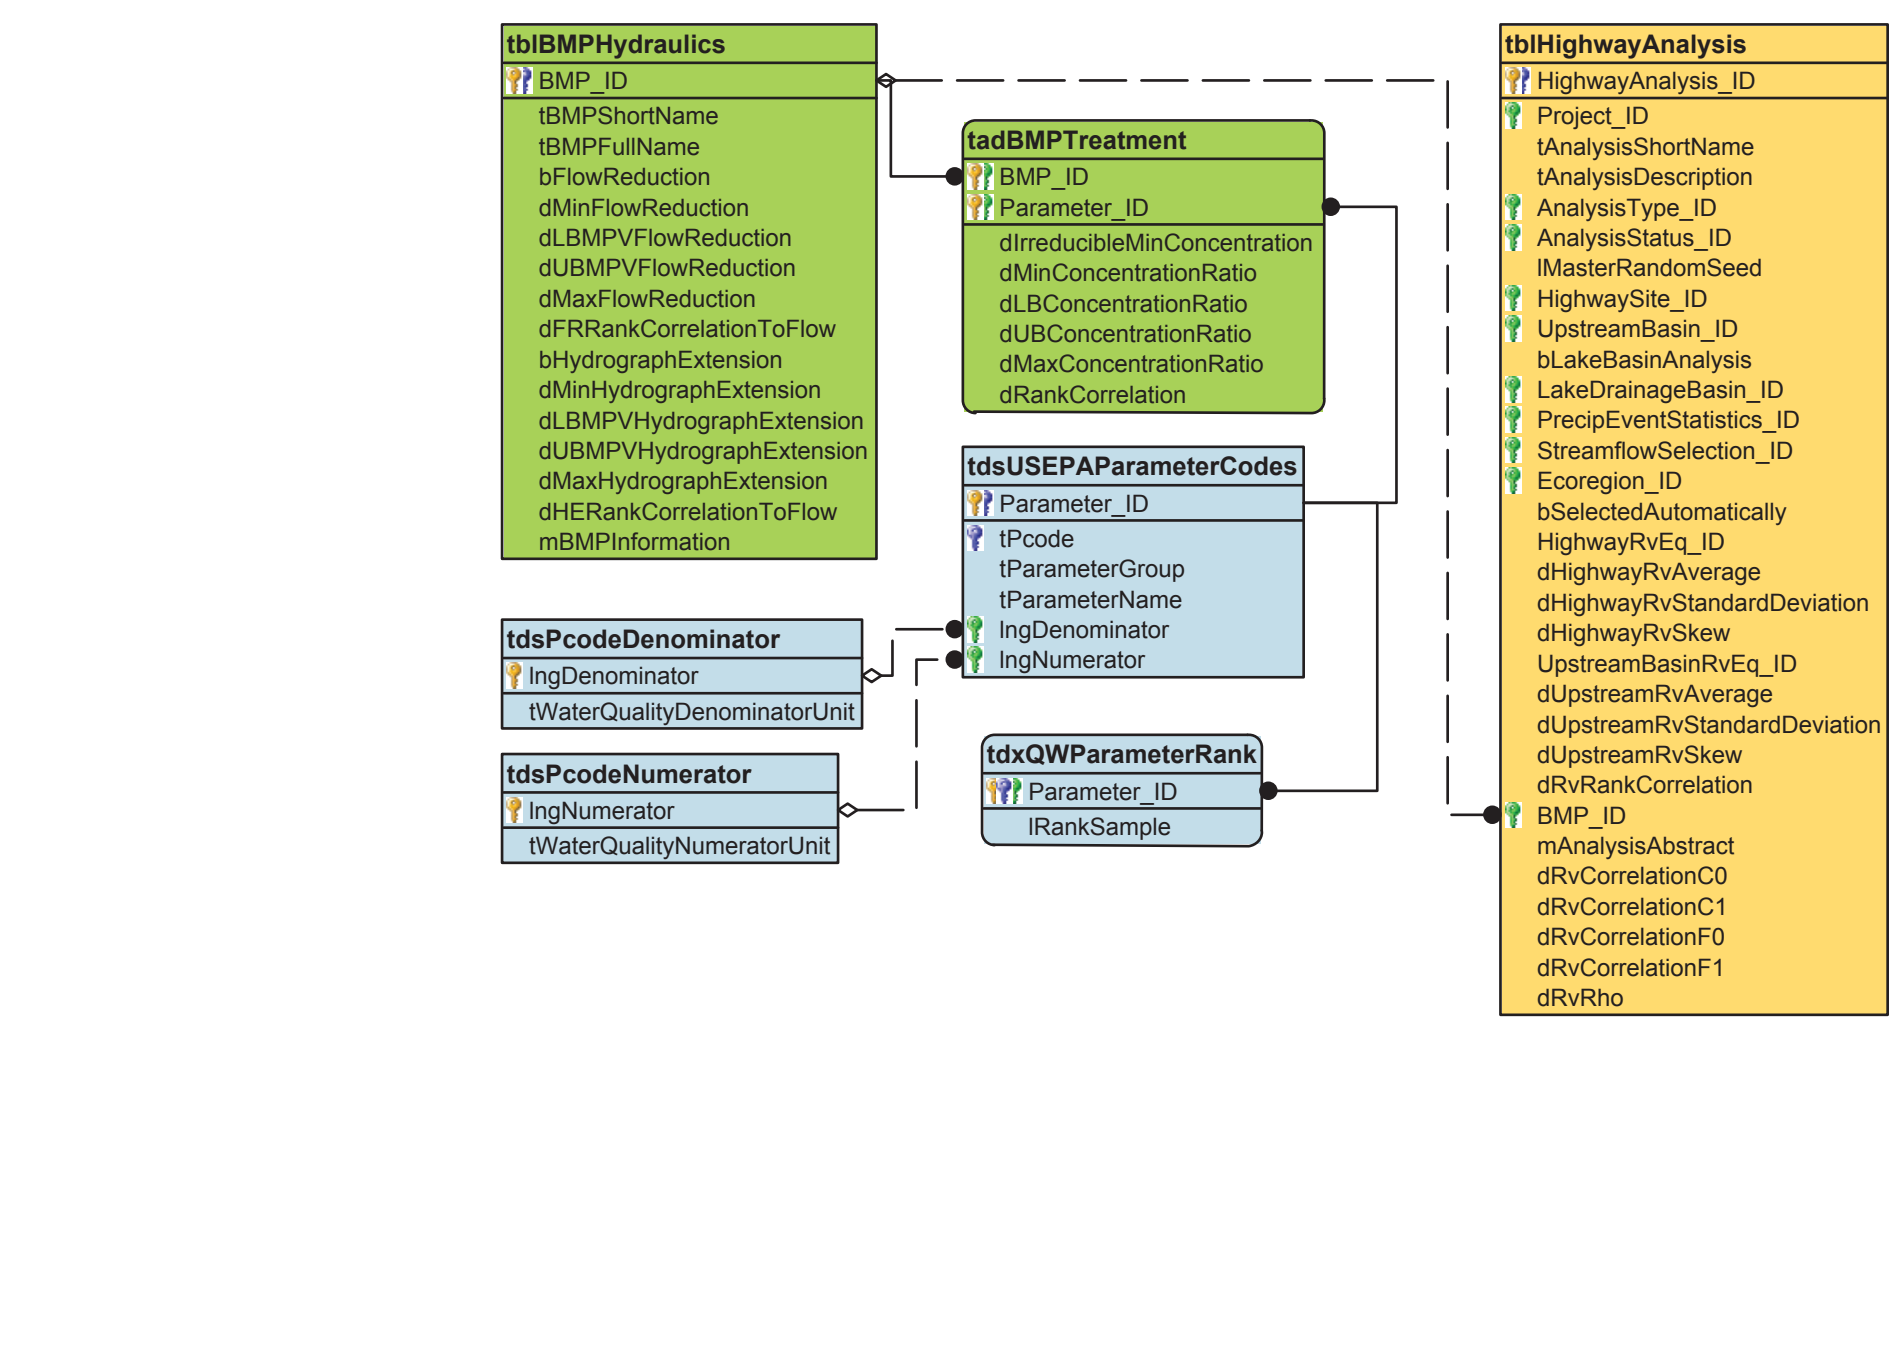 tblBMPHydraulics
BMP_ID
tBMPShortName
tBMPFullName
bFlowReduction
dMinFlowReduction
dLBMPVFlowReduction
dUBMPVFlowReduction
dMaxFlowReduction
dFRRankCorrelationToFlow
bHydrographExtension
dMinHydrographExtension
dLBMPVHydrographExtension
dUBMPVHydrographExtension
dMaxHydrographExtension
dHERankCorrelationToFlow
mBMPInformation
tdsPcodeDenominator
lngDenominator
tWaterQualityDenominatorUnit
tdsPcodeNumerator
lngNumerator
tWaterQualityNumeratorUnit
tadBMPTreatment
BMP_ID
Parameter_ID
dIrreducibleMinConcentration
dMinConcentrationRatio
dLBConcentrationRatio
dUBConcentrationRatio
dMaxConcentrationRatio
dRankCorrelation
tdsUSEPAParameterCodes
Parameter_ID
tPcode
tParameterGroup
tParameterName
lngDenominator
lngNumerator
tdxQWParameterRank
Parameter_ID
lRankSample
tblHighwayAnalysis
HighwayAnalysis_ID
Project_ID
tAnalysisShortName
tAnalysisDescription
AnalysisType_ID
AnalysisStatus_ID
lMasterRandomSeed
HighwaySite_ID
UpstreamBasin_ID
bLakeBasinAnalysis
LakeDrainageBasin_ID
PrecipEventStatistics_ID
StreamflowSelection_ID
Ecoregion_ID
bSelectedAutomatically
HighwayRvEq_ID
dHighwayRvAverage
dHighwayRvStandardDeviation
dHighwayRvSkew
UpstreamBasinRvEq_ID
dUpstreamRvAverage
dUpstreamRvStandardDeviation
dUpstreamRvSkew
dRvRankCorrelation
BMP_ID
mAnalysisAbstract
dRvCorrelationC0
dRvCorrelationC1
dRvCorrelationF0
dRvCorrelationF1
dRvRho